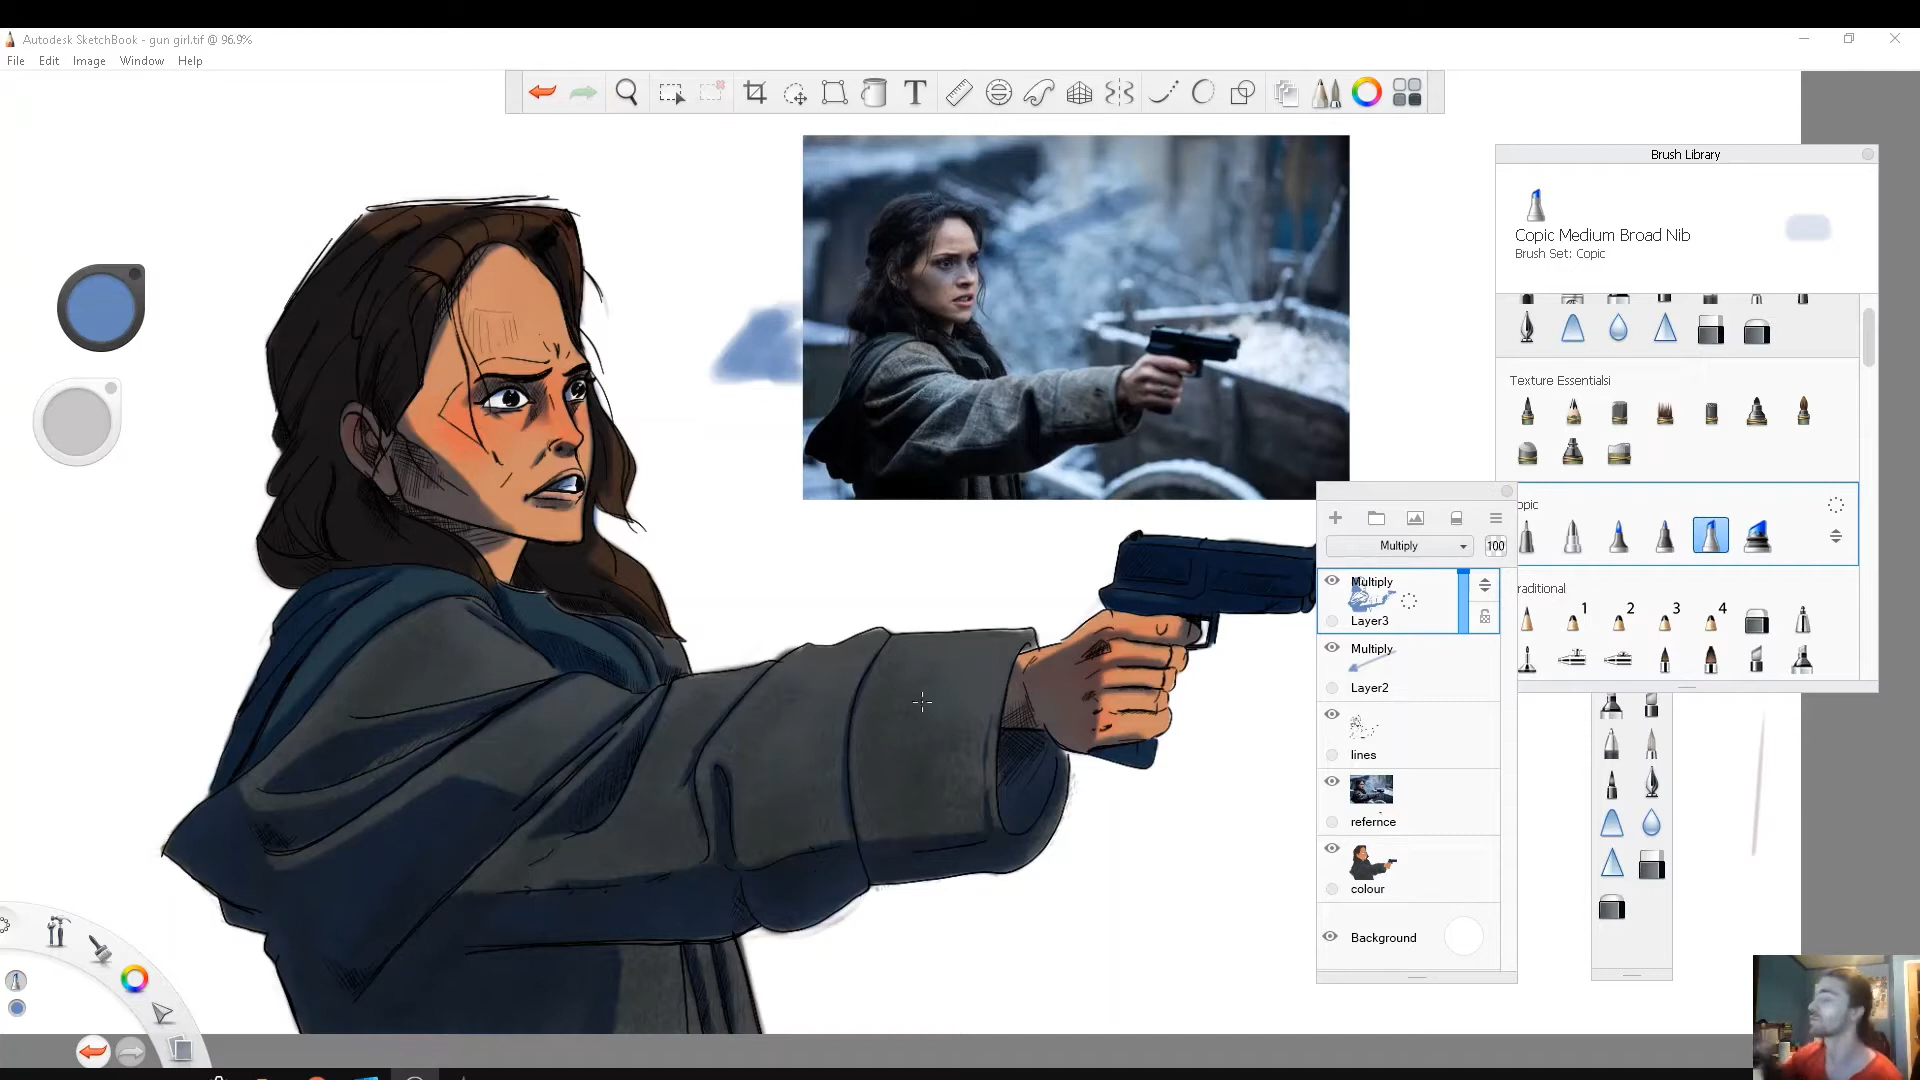 Autodesk SketchBook - gun girl.tif @ 96.9%
File Edit Image Window Help
T
Brush Library
Copic Medium Broad Nib
Brush Set: Copic
Texture Essentialsi
opic
raditional
1 2 3 4
Multiply 100
Multiply
Layer3
Multiply
Layer2
lines
refernce
colour
Background